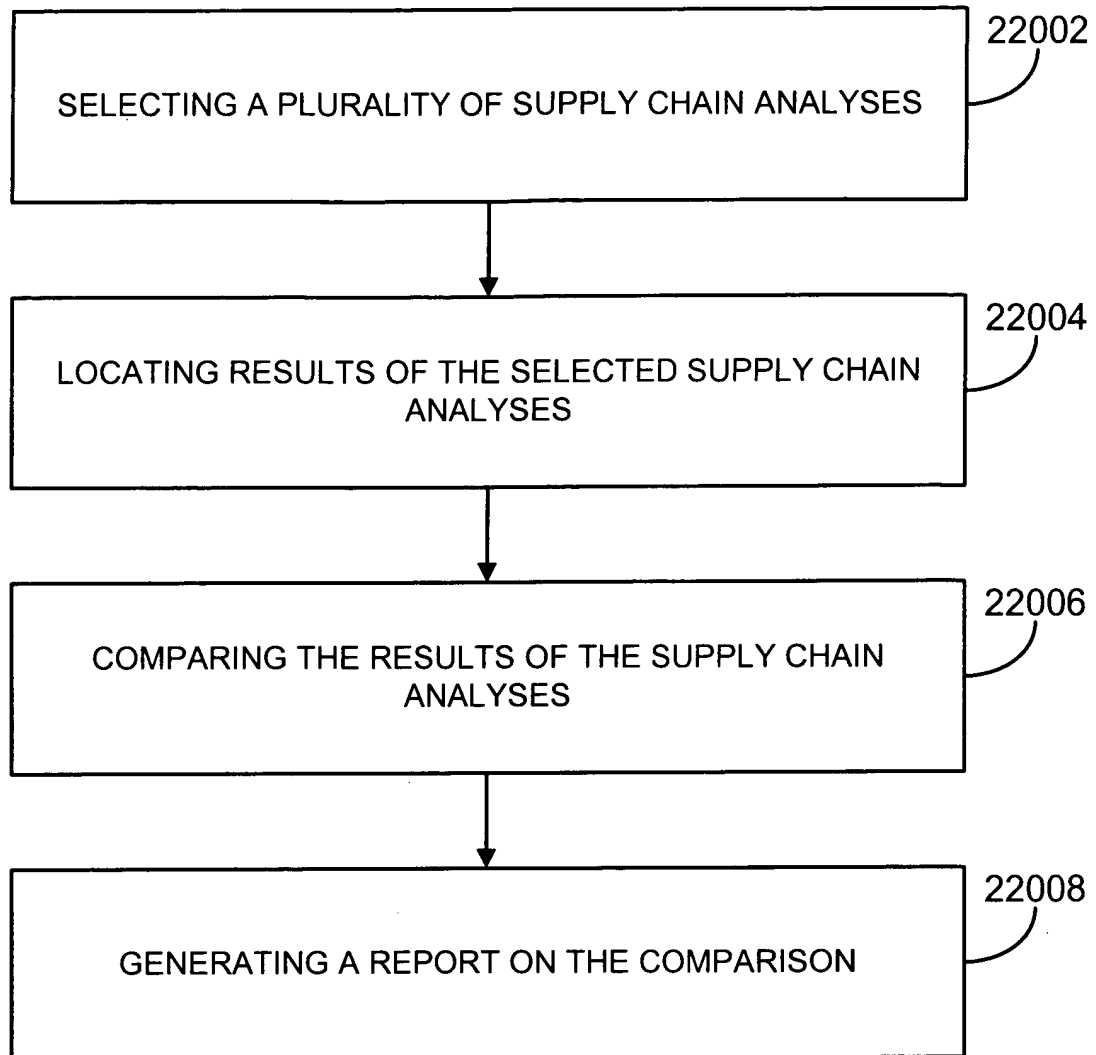 22002
SELECTING A PLURALITY OF SUPPLY CHAIN ANALYSES
22004
LOCATING RESULTS OF THE SELECTED SUPPLY CHAIN
ANALYSES
22006
COMPARING THE RESULTS OF THE SUPPLY CHAIN
ANALYSES
22008
GENERATING A REPORT ON THE COMPARISON